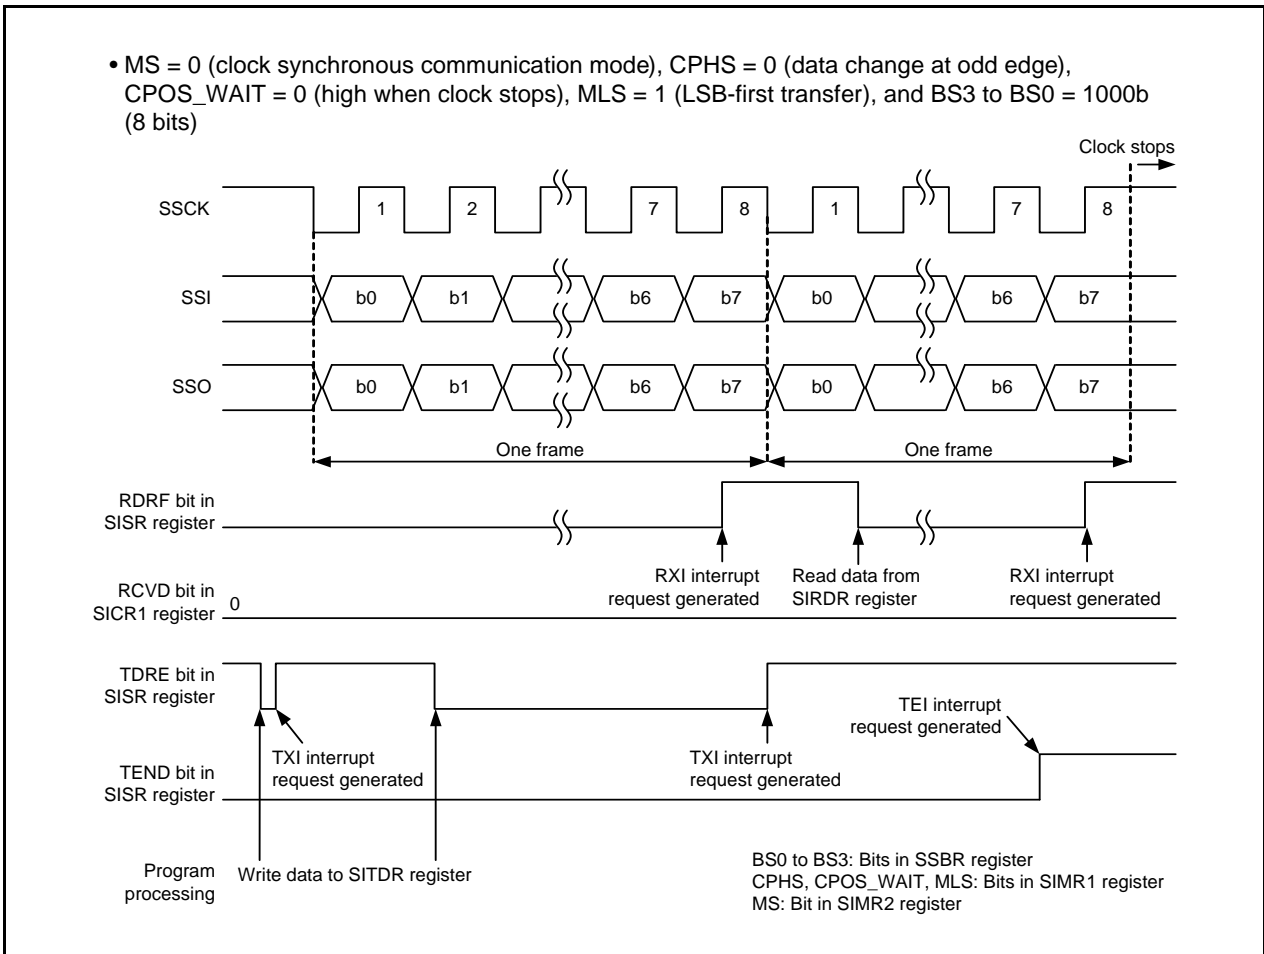 • MS = 0 (clock synchronous communication mode), CPHS = 0 (data change at odd edge),
CPOS_WAIT = 0 (high when clock stops), MLS = 1 (LSB-first transfer), and BS3 to BS0 = 1000b
(8 bits)
Clock stops
SSCK
1
2
7
8
1
7
8
SSI
b0
b1
b6
b7
b0
b6
b7
SSO
b0
b1
b6
b7
b0
b6
b7
One frame
One frame
RDRF bit in
SISR register
RXI interrupt
request generated
Read data from
SIRDR register
RXI interrupt
request generated
RCVD bit in
SICR1 register
0
TDRE bit in
SISR register
TXI interrupt
request generated
TXI interrupt
request generated
TEI interrupt
request generated
TEND bit in
SISR register
Program
processing
Write data to SITDR register
BS0 to BS3: Bits in SSBR register
CPHS, CPOS_WAIT, MLS: Bits in SIMR1 register
MS: Bit in SIMR2 register